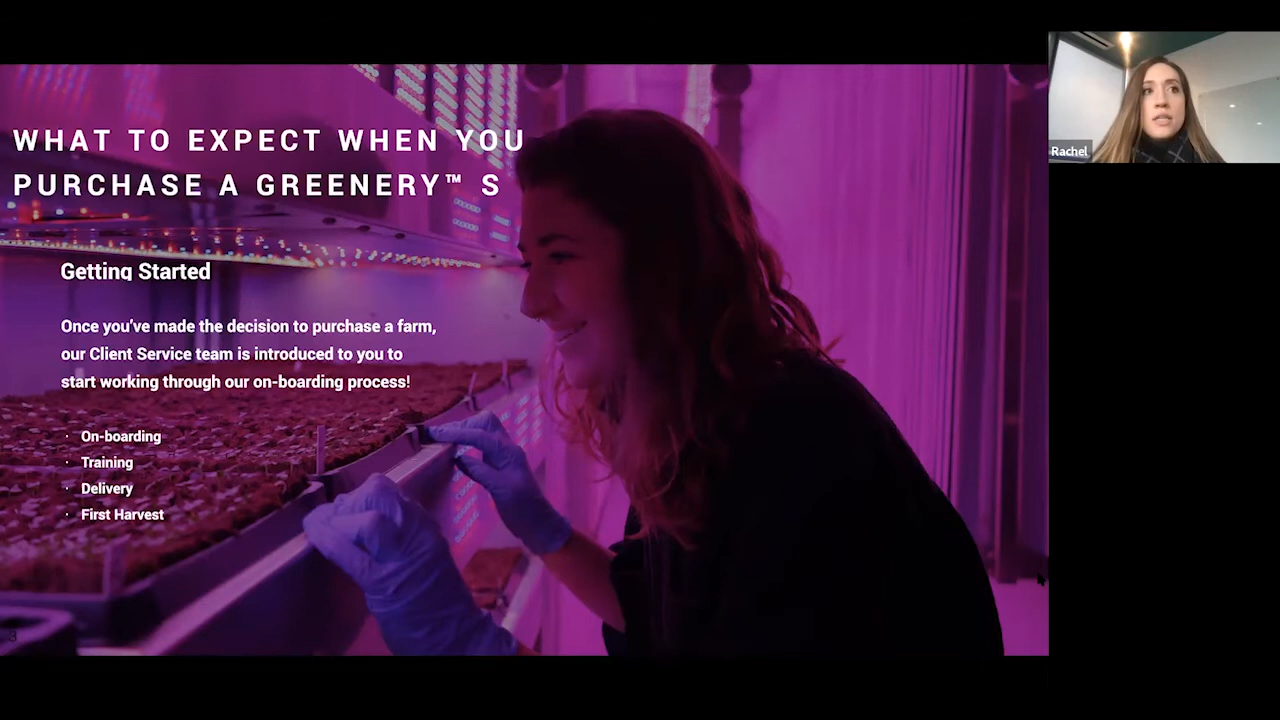 WHAT TO EXPECT WHEN YOU
PURCHASE A GREENERY™ S
Getting Started
Once you've made the decision to purchase a farm,
our Client Service team is introduced to you to
start working through our on-boarding process!
· On-boarding
· Training
· Delivery
· First Harvest
3
Rachel